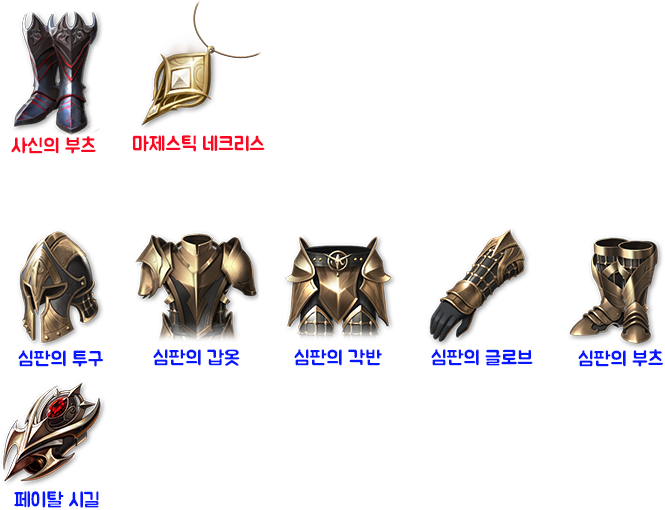 사신의 부츠
마제스틱 네크리스
심판의 투구
심판의 갑옷
심판의 각반
심판의 글로브
심판의 부츠
페이탈 시길